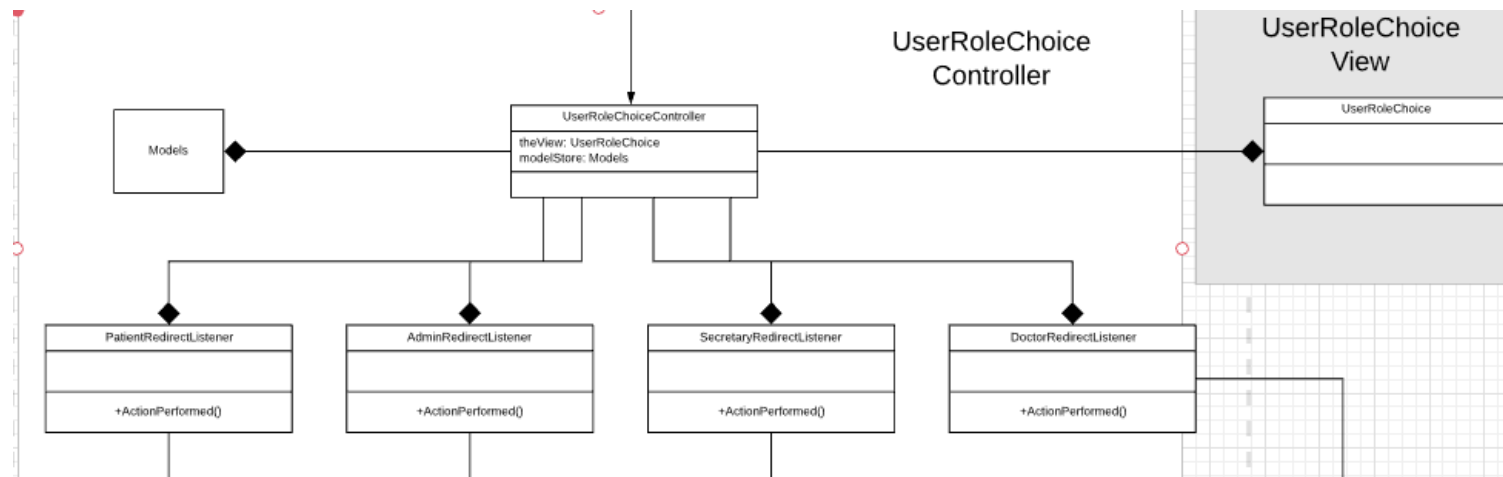 UserRoleChoice
Controller
UserRoleChoice
View
UserRoleChoiceController
theView: UserRoleChoice
modelStore: Models
UserRoleChoice
Models
PatientRedirectListener
+ActionPerformed()
AdminRedirectListener
+ActionPerformed()
SecretaryRedirectListener
+ActionPerformed()
DoctorRedirectListener
+ActionPerformed()